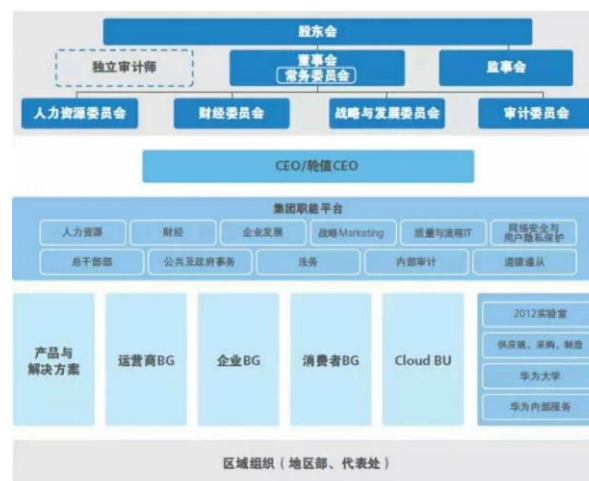 股东会
独立审计师
董事会
常务委员会
监事会
人力资源委员会
财经委员会
战略与发展委员会
审计委员会
CEO/轮值CEO
集团职能平台
人力资源
财经
企业发展
战略Marketing
质量与流程IT
网络安全与
用户隐私保护
总干部部
公共及政府事务
法务
内部审计
道德遵从
产品与
解决方案
运营商BG
企业BG
消费者BG
Cloud BU
2012实验室
供应链、采购、制造
华为大学
华为内部服务
区域组织（地区部、代表处）